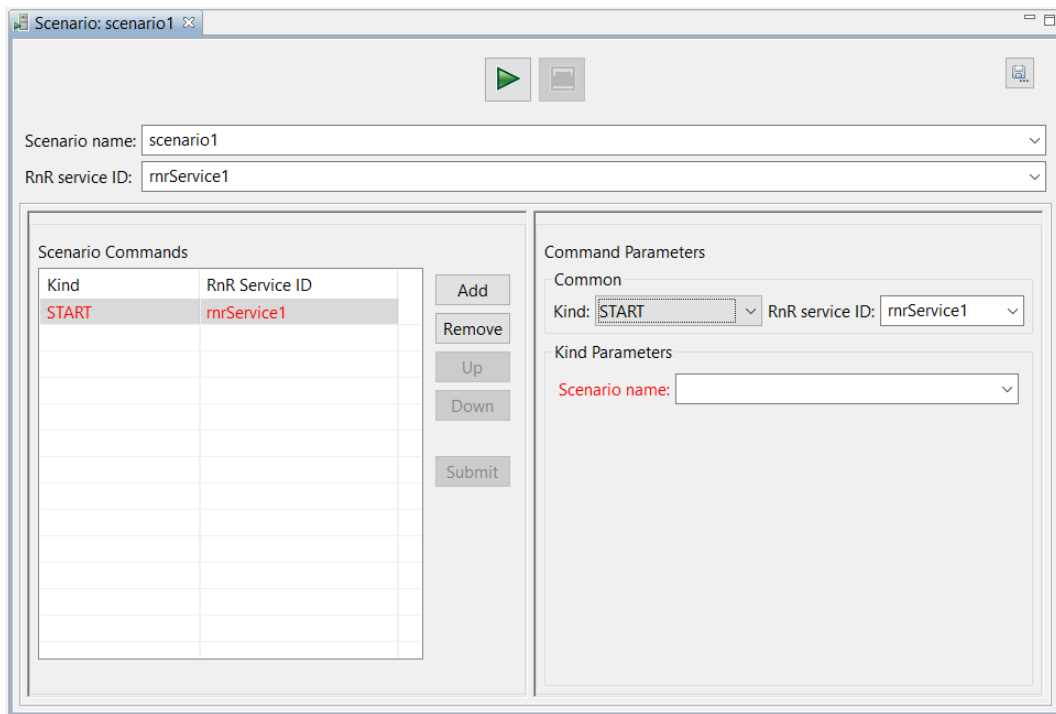 Scenario: scenario1
Scenario name: scenario1
RnR service ID: rnrService1
Scenario Commands
Kind RnR Service ID
START rnrService1
Add
Remove
Up
Down
Submit
Command Parameters
Common
Kind: START RnR service ID: rnrService1
Kind Parameters
Scenario name: